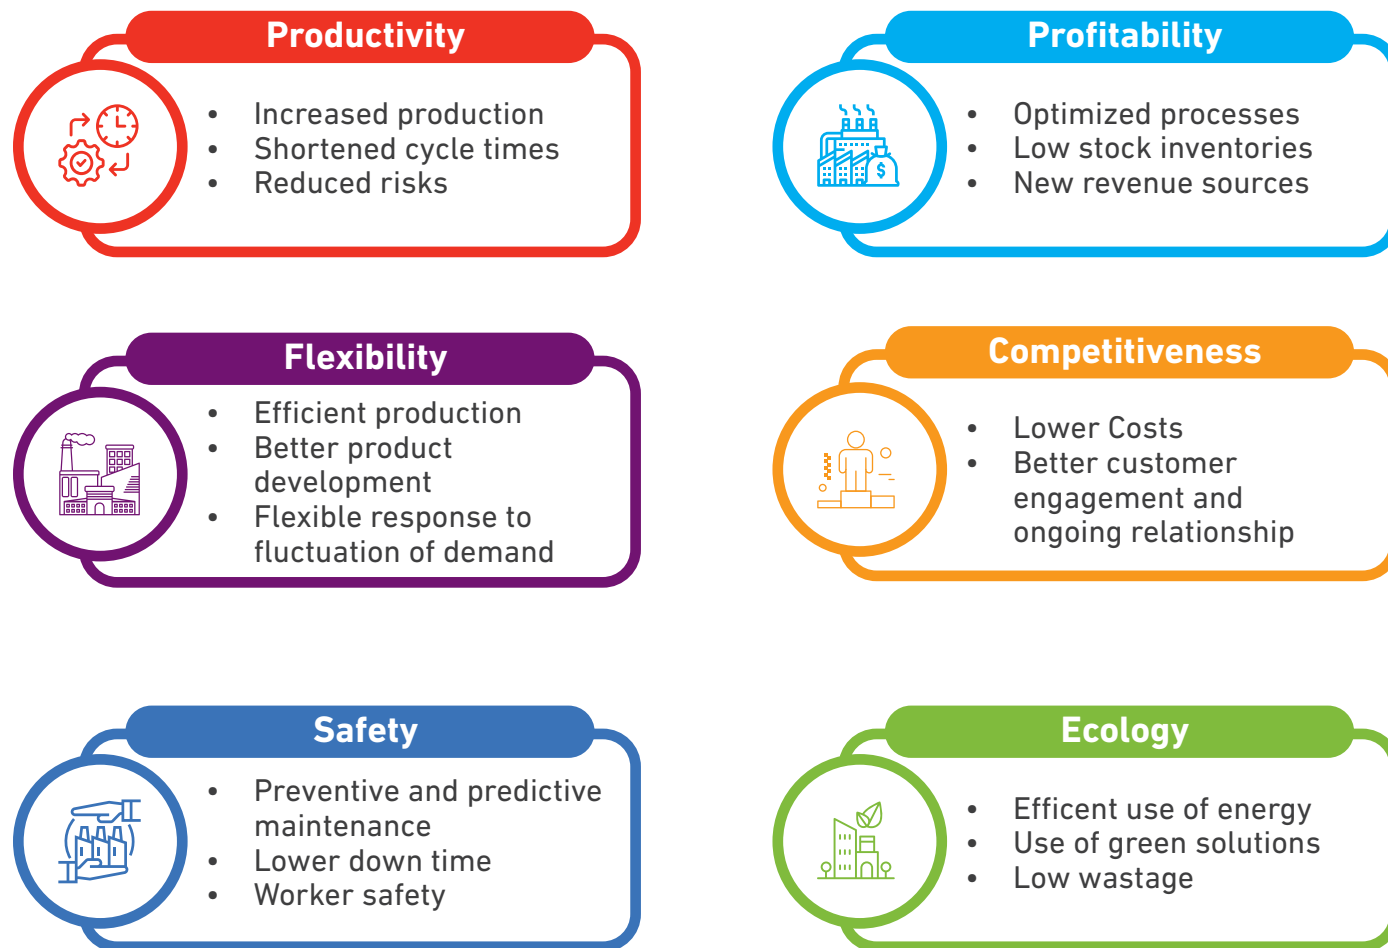 Productivity
• Increased production
• Shortened cycle times
• Reduced risks
Profitability
• Optimized processes
• Low stock inventories
• New revenue sources
$
Flexibility
• Efficient production
• Better product
development
• Flexible response to
fluctuation of demand
Competitiveness
• Lower Costs
• Better customer
engagement and
ongoing relationship
Safety
• Preventive and predictive
maintenance
• Lower down time
• Worker safety
Ecology
• Efficent use of energy
• Use of green solutions
• Low wastage